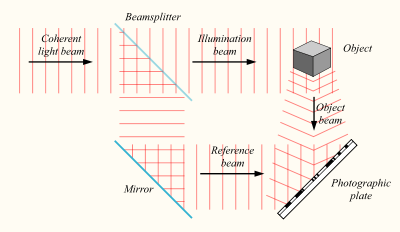 Beamsplitter
Coherent
light beam
Illumination
beam
Object
Object
beam
Reference
beam
Mirror
Photographic
plate